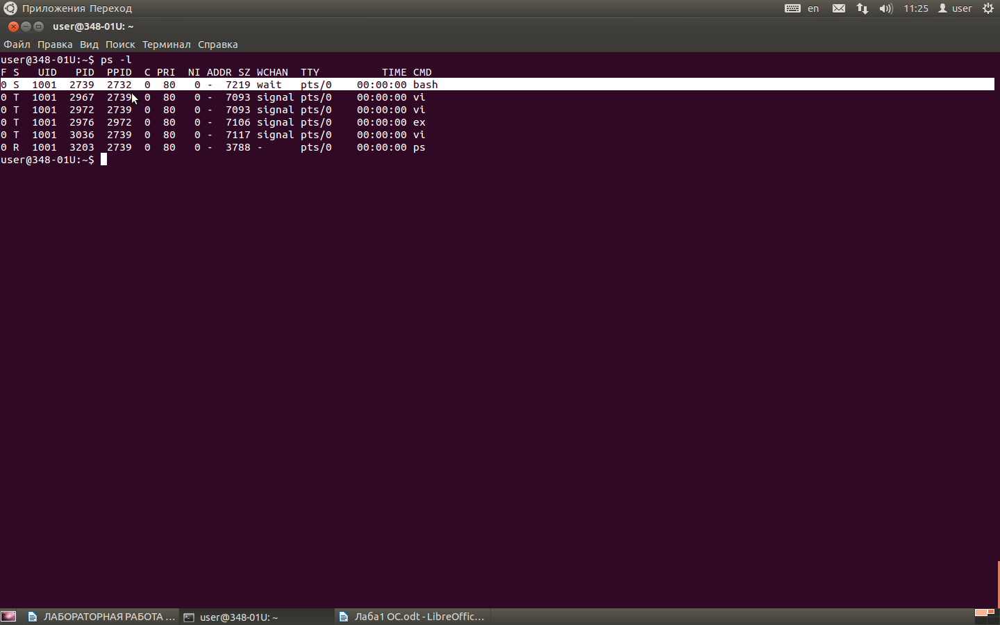 Приложения Переход en 11:25 user
user@348-01U: ~
Файл Правка Вид Поиск Терминал Справка
user@348-01U:~$ ps -l
F S   UID   PID  PPID  C PRI  NI ADDR SZ WCHAN  TTY          TIME CMD
0 S  1001  2739  2732  0  80   0 -  7219 wait   pts/0    00:00:00 bash
0 T  1001  2967  2739  0  80   0 -  7093 signal pts/0    00:00:00 vi
0 T  1001  2972  2739  0  80   0 -  7093 signal pts/0    00:00:00 vi
0 T  1001  2976  2972  0  80   0 -  7106 signal pts/0    00:00:00 ex
0 T  1001  3036  2739  0  80   0 -  7117 signal pts/0    00:00:00 vi
0 R  1001  3203  2739  0  80   0 -  3788 -      pts/0    00:00:00 ps
user@348-01U:~$
ЛАБОРАТОРНАЯ РАБОТА ... user@348-01U: ~ Лаба1 ОС.odt - LibreOffic...